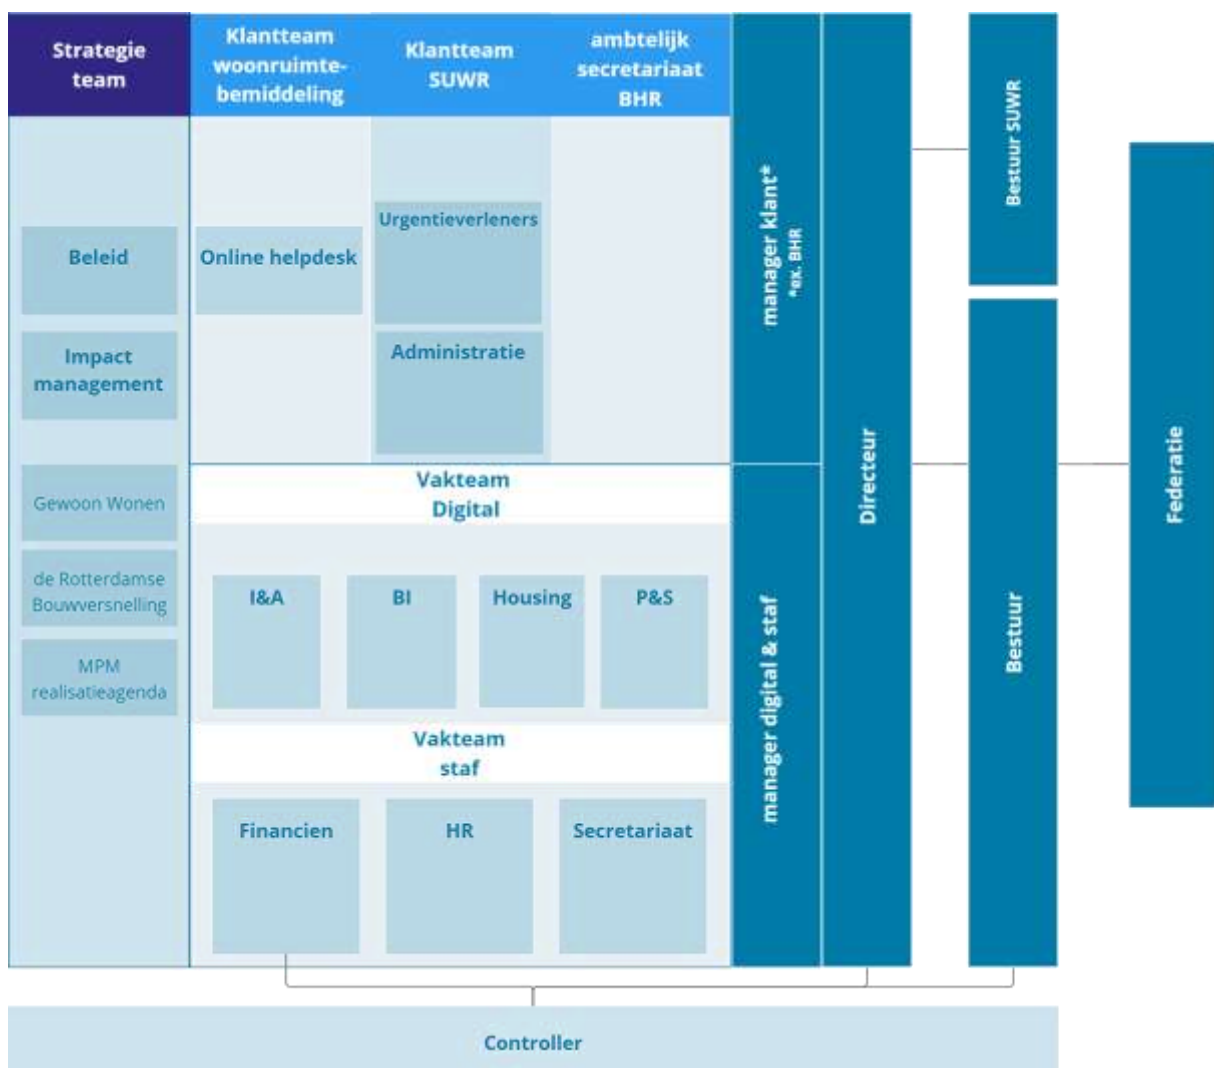 Strategie
team
Klantteam
woonruimte-
bemiddeling
Klantteam
SUWR
ambtelijk
secretariaat
BHR
manager klant*
*ex. BHR
Directeur
Bestuur SUWR
Federatie
Beleid
Online helpdesk
Urgentieverleners
Impact
management
Administratie
Gewoon Wonen
de Rotterdamse
Bouwversnelling
MPM
realisatieagenda
Vakteam
Digital
I&A
BI
Housing
P&S
manager digital & staf
Bestuur
Vakteam
staf
Financien
HR
Secretariaat
Controller